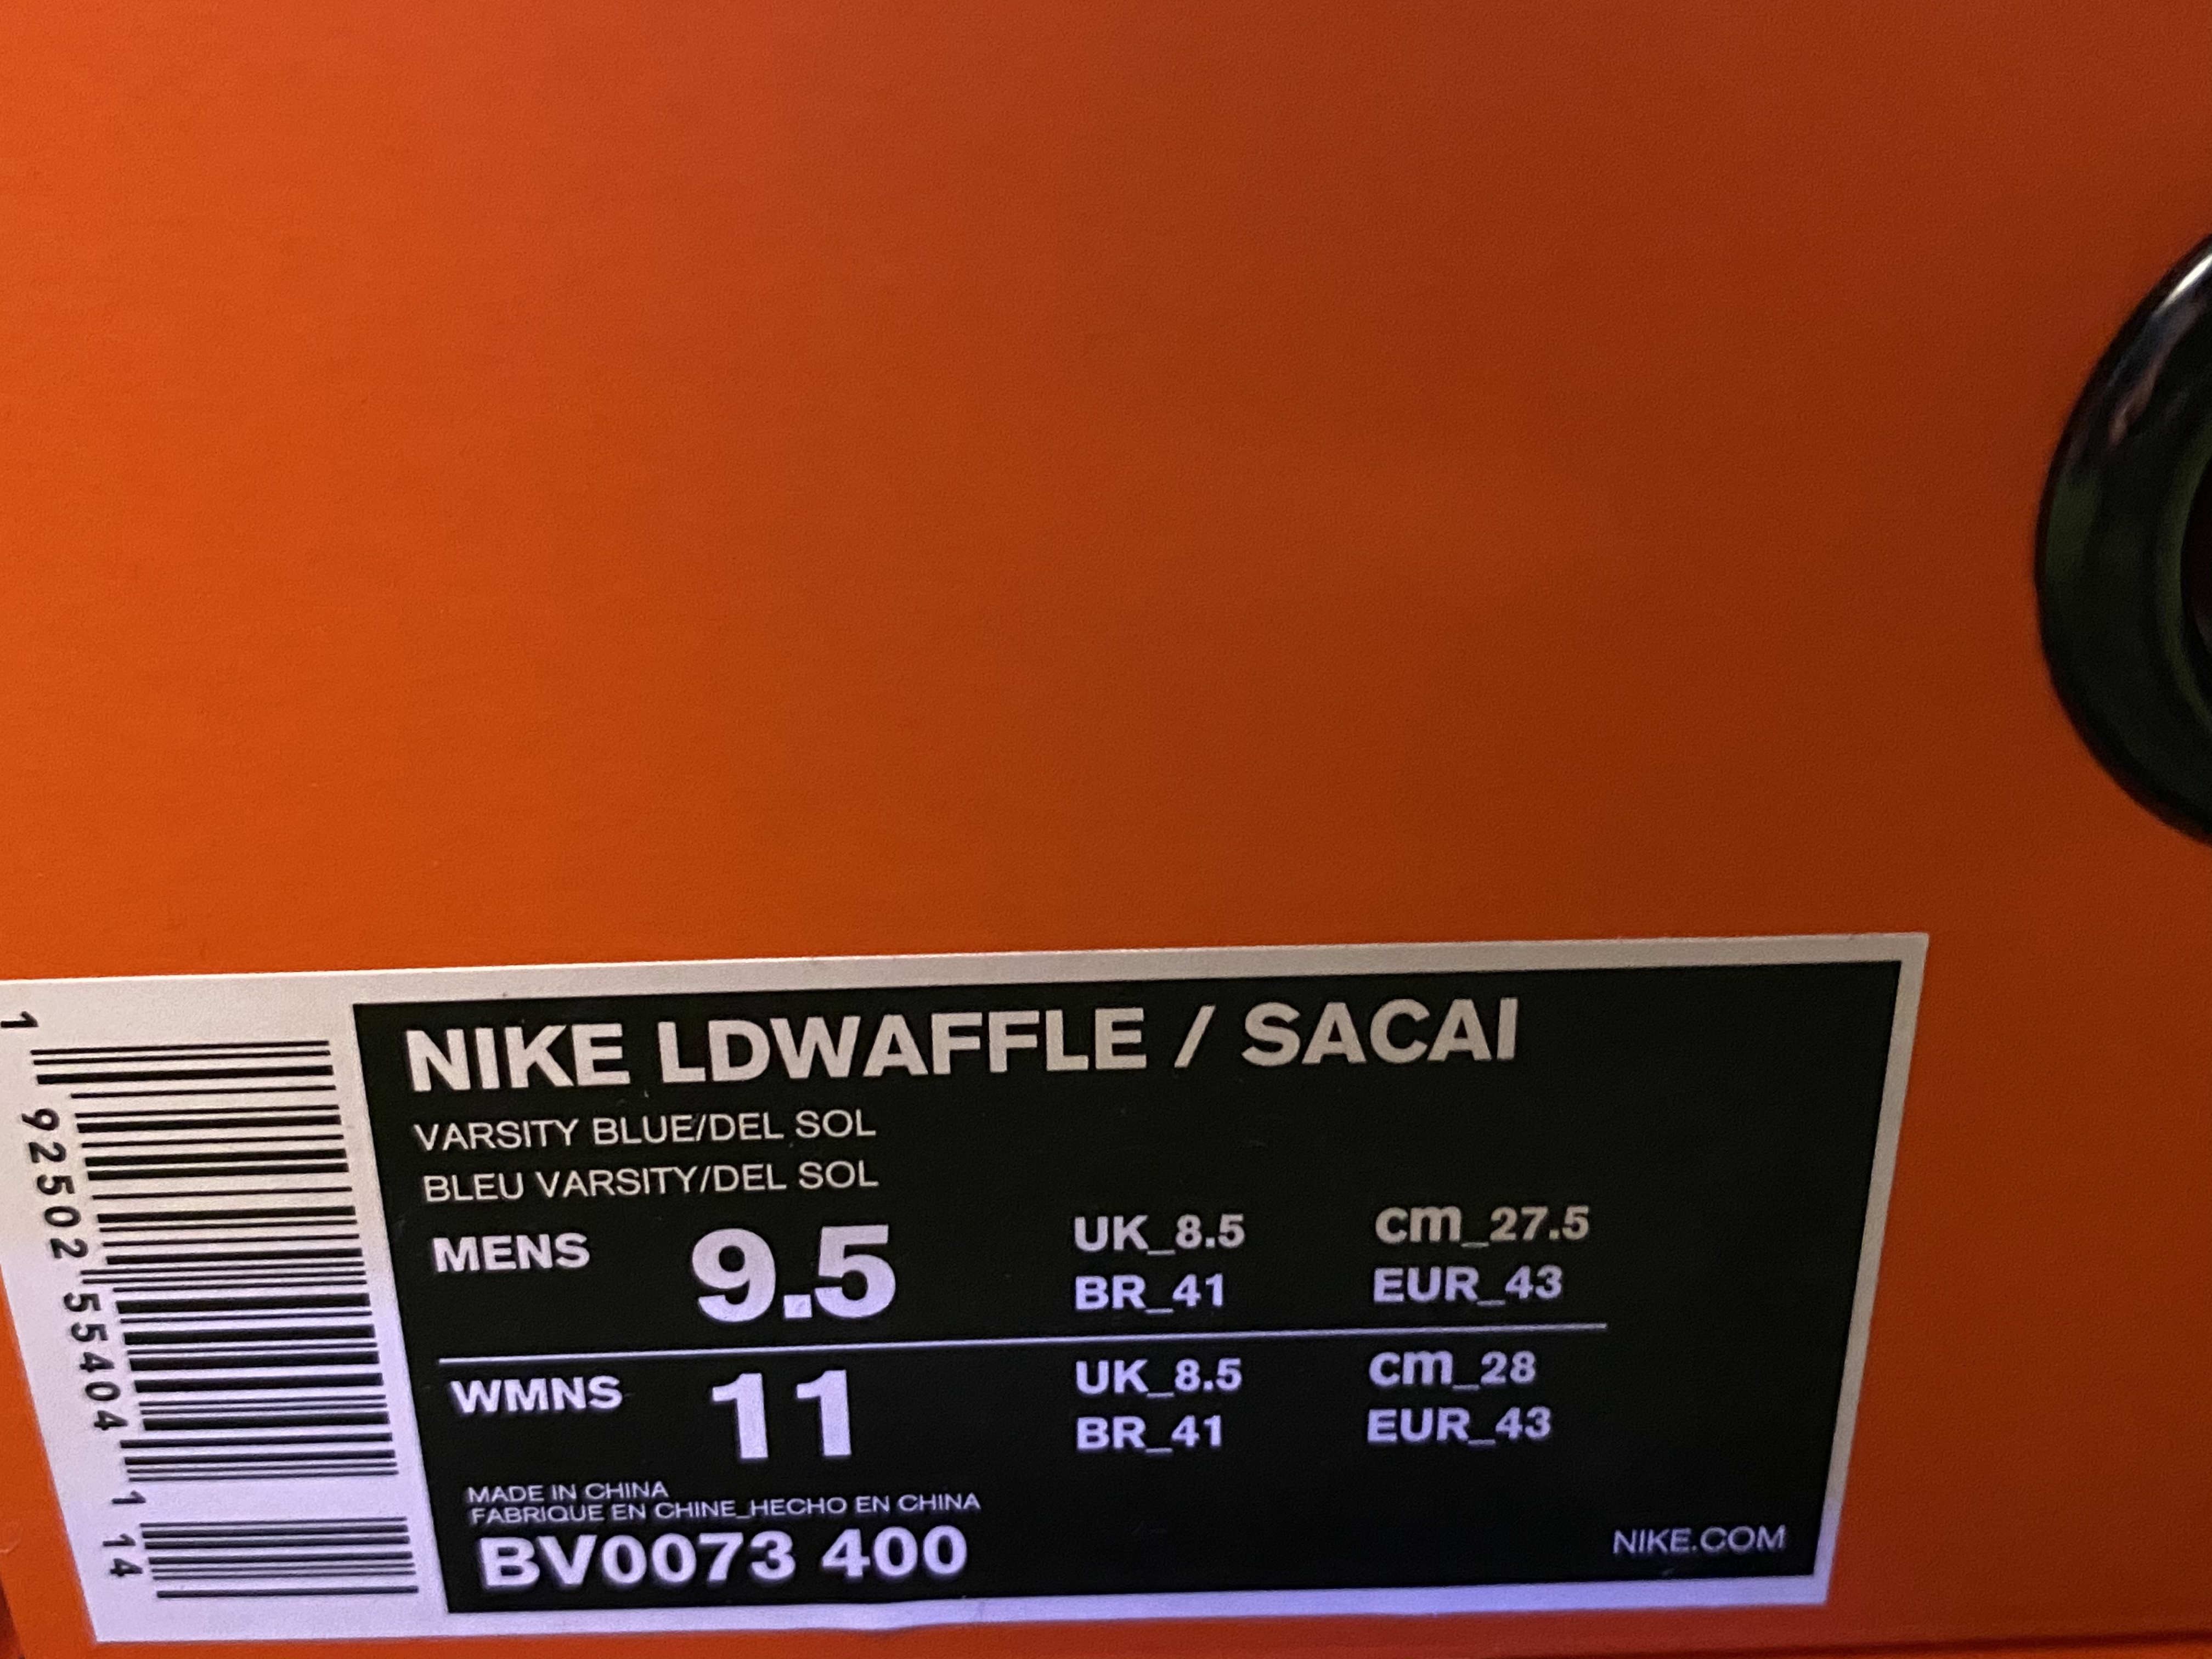 NIKE LDWAFFLE / SACAI
VARSITY BLUE/DEL SOL
BLEU VARSITY/DEL SOL
MENS 9.5 UK_8.5 cm_27.5
BR_41 EUR_43
WMNS 11 UK_8.5 cm_28
BR_41 EUR_43
MADE IN CHINA
FABRIQUE EN CHINE_HECHO EN CHINA
BV0073 400
NIKE.COM
1 92502 55404 1 14